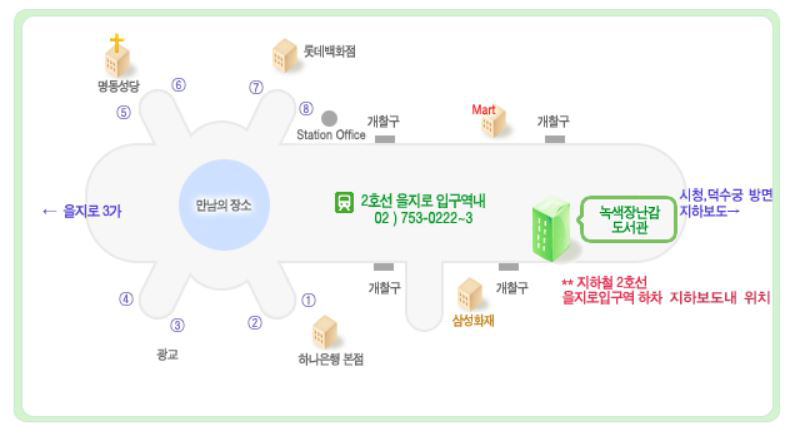 롯데백화점
명동성당
⑥
⑦
⑤
⑧
Station Office
개찰구
Mart
개찰구
← 을지로 3가
만남의 장소
2호선 을지로 입구역내
02 ) 753-0222~3
녹색장난감
도서관
시청,덕수궁 방면
지하보도→
** 지하철 2호선
을지로입구역 하차 지하보도내 위치
개찰구
개찰구
④
③
②
①
삼성화재
광교
하나은행 본점